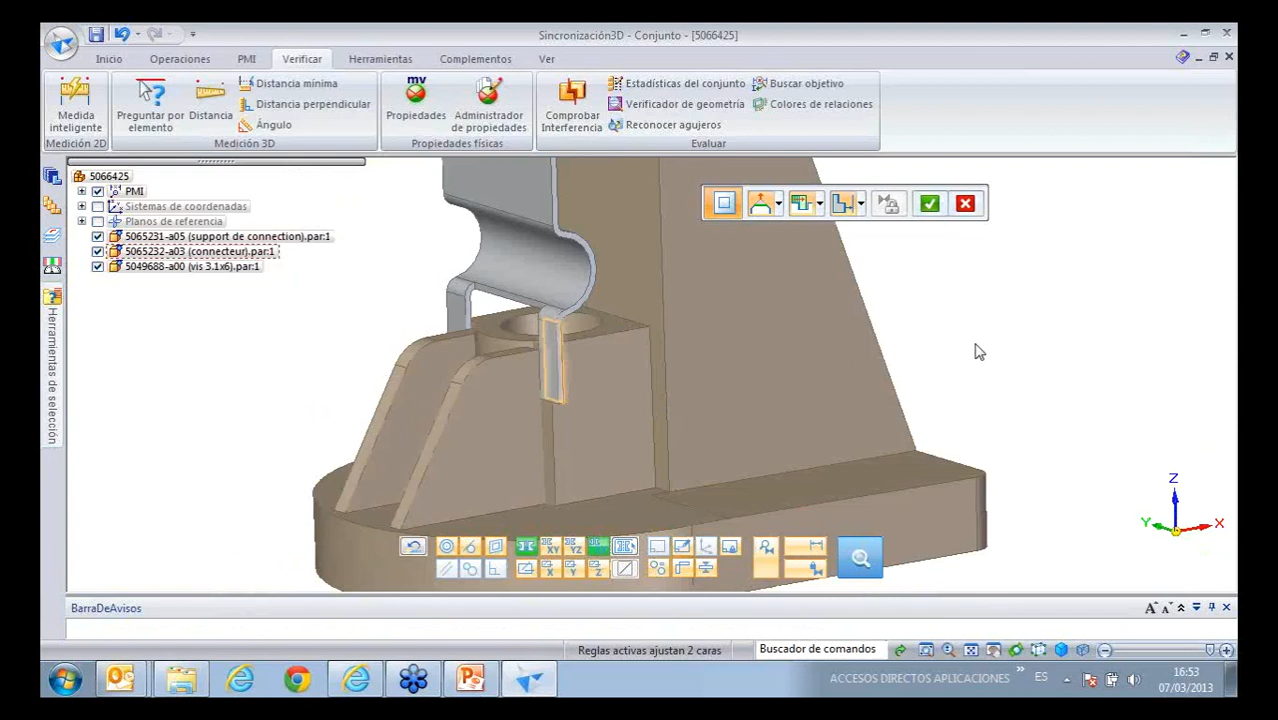 Sincronización3D - Conjunto - [5066425]
Inicio Operaciones PMI Verificar Herramientas Complementos Ver
Medida inteligente
Medición 2D
Preguntar por elemento
Distancia
Distancia mínima
Distancia perpendicular
Ángulo
Medición 3D
mv
Propiedades
Administrador de propiedades
Propiedades físicas
Comprobar Interferencia
Estadísticas del conjunto
Verificador de geometría
Reconocer agujeros
Buscar objetivo
Colores de relaciones
Evaluar
5066425
PMI
Sistemas de coordenadas
Planos de referencia
5065231-a05 (support de connection).par:1
5065232-a03 (connecteur).par:1
5049688-a00 (vis 3.1x6).par:1
Herramientas de selección
Z
Y
X
XY YZ
X Y Z
BarraDeAvisos
Reglas activas ajustan 2 caras
Buscador de comandos
ACCESOS DIRECTOS APLICACIONES
ES
16:53
07/03/2013